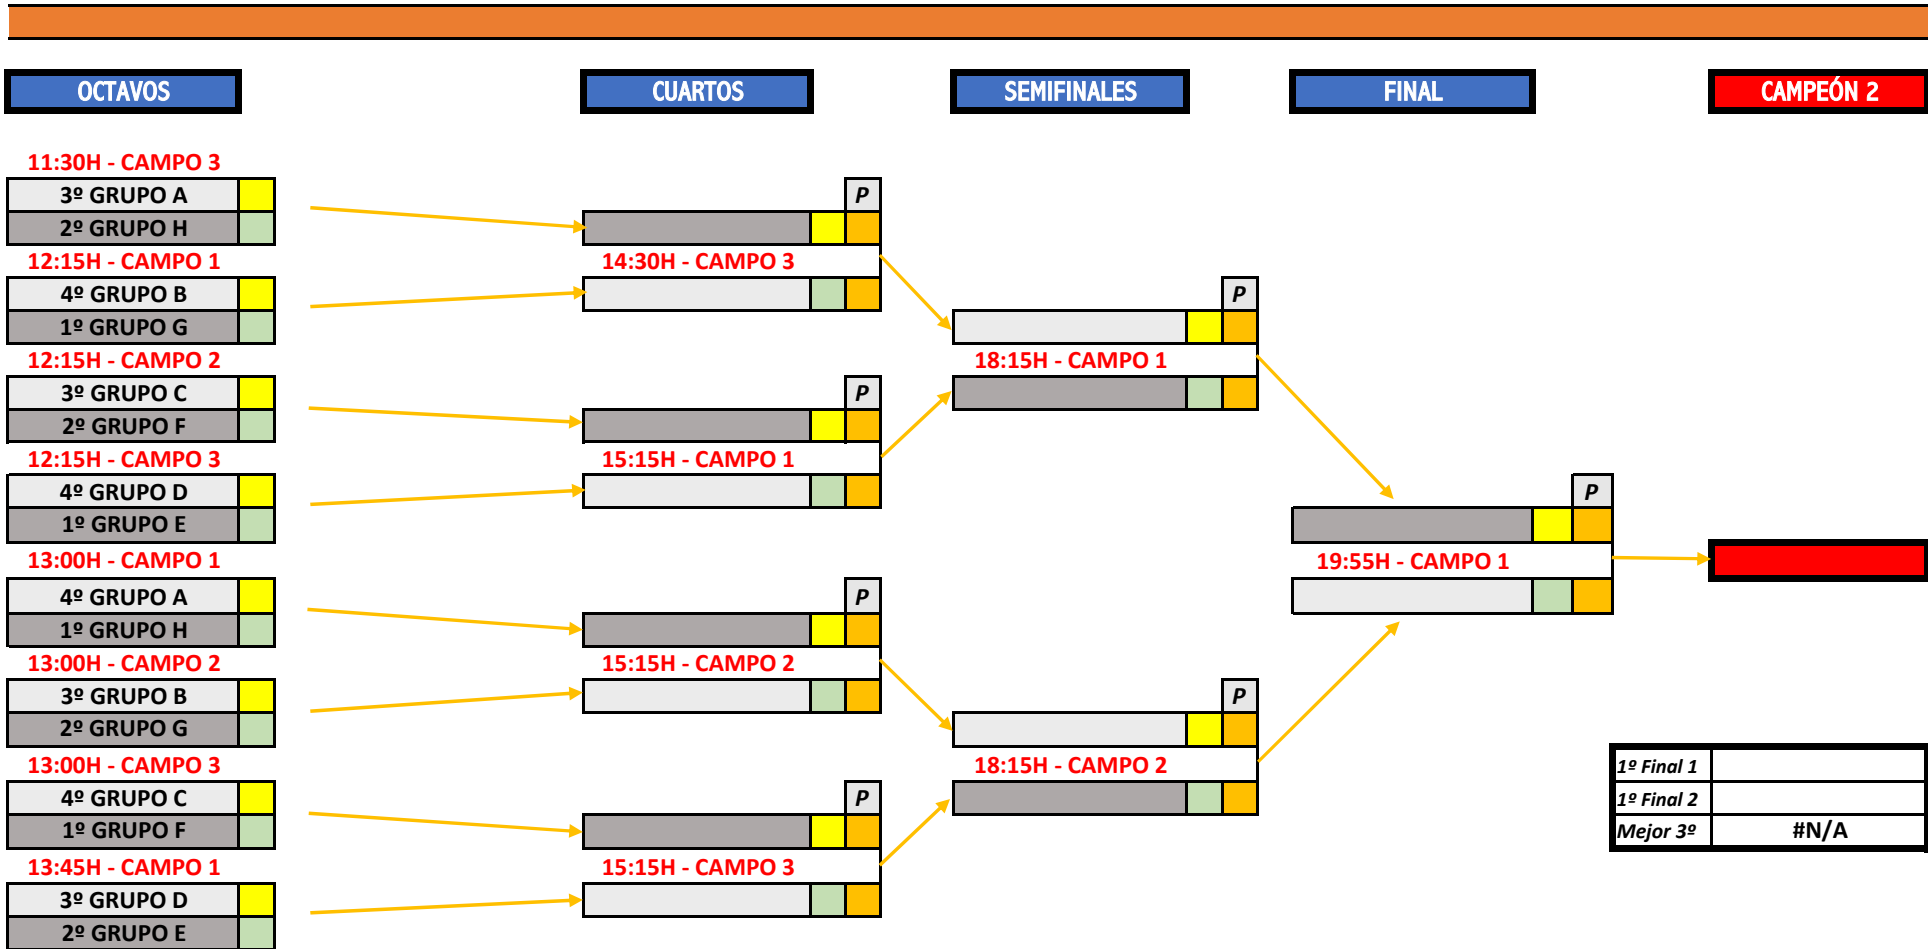 OCTAVOS
CUARTOS
SEMIFINALES
FINAL
CAMPEÓN 2
11:30H - CAMPO 3
3º GRUPO A
2º GRUPO H
12:15H - CAMPO 1
4º GRUPO B
1º GRUPO G
12:15H - CAMPO 2
3º GRUPO C
2º GRUPO F
12:15H - CAMPO 3
4º GRUPO D
1º GRUPO E
13:00H - CAMPO 1
4º GRUPO A
1º GRUPO H
13:00H - CAMPO 2
3º GRUPO B
2º GRUPO G
13:00H - CAMPO 3
4º GRUPO C
1º GRUPO F
13:45H - CAMPO 1
3º GRUPO D
2º GRUPO E
P
14:30H - CAMPO 3
P
15:15H - CAMPO 1
P
15:15H - CAMPO 2
P
15:15H - CAMPO 3
P
18:15H - CAMPO 1
P
18:15H - CAMPO 2
P
19:55H - CAMPO 1
1º Final 1
1º Final 2
Mejor 3º #N/A